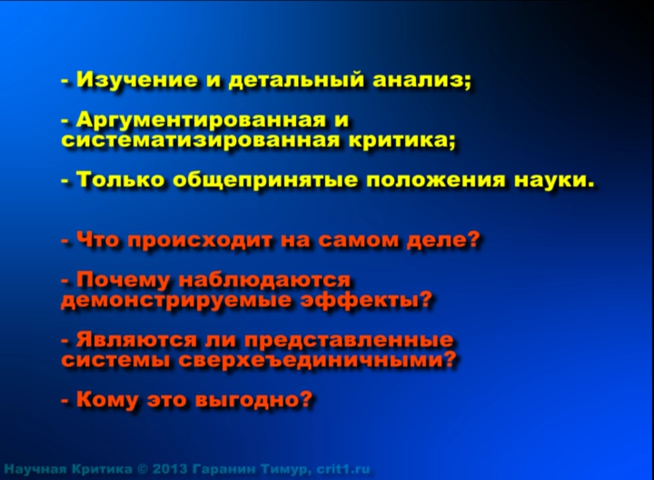 - Изучение и детальный анализ;
- Аргументированная и
систематизированная критика;
- Только общепринятые положения науки.
- Что происходит на самом деле?
- Почему наблюдаются
демонстрируемые эффекты?
- Являются ли представленные
системы сверхеъединичными?
- Кому это выгодно?
Научная Критика © 2013 Гаранин Тимур, crit1.ru